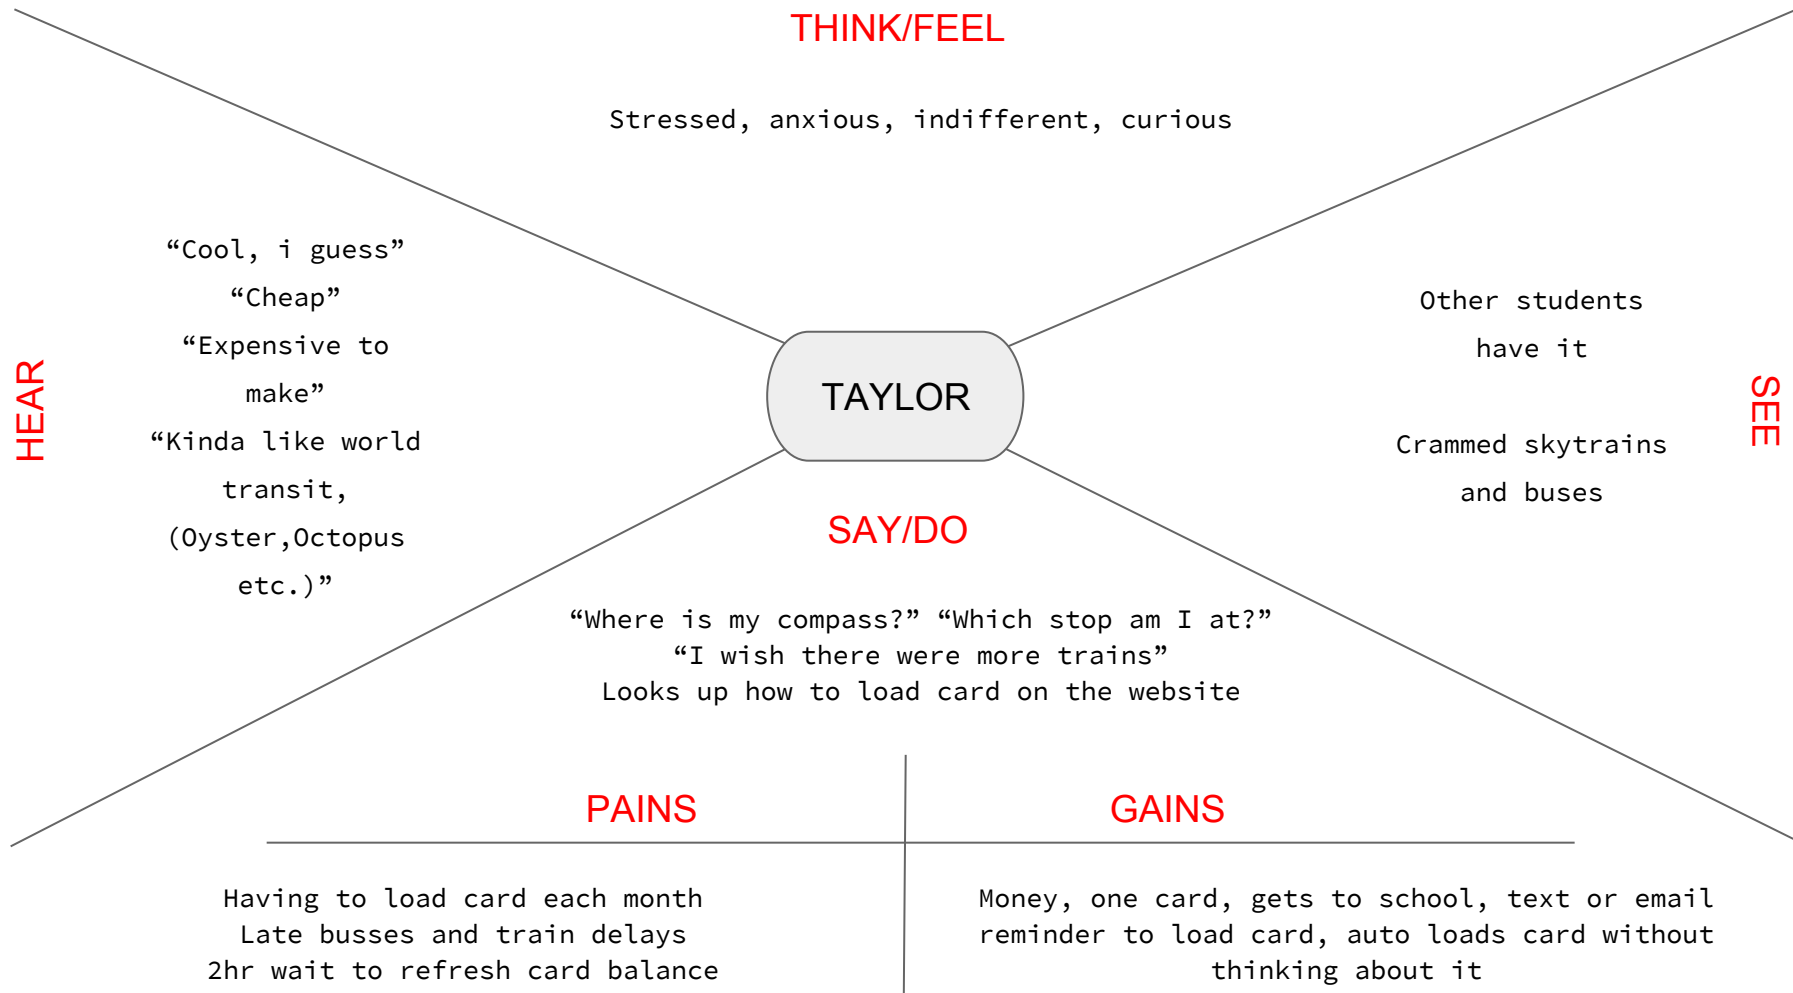 THINK/FEEL
Stressed, anxious, indifferent, curious
HEAR
“Cool, i guess”
“Cheap”
“Expensive to
make”
“Kinda like world
transit,
(Oyster,Octopus
etc.)”
TAYLOR
Other students
have it
Crammed skytrains
and buses
SEE
SAY/DO
“Where is my compass?” “Which stop am I at?”
“I wish there were more trains”
Looks up how to load card on the website
PAINS
Having to load card each month
Late busses and train delays
2hr wait to refresh card balance
GAINS
Money, one card, gets to school, text or email
reminder to load card, auto loads card without
thinking about it